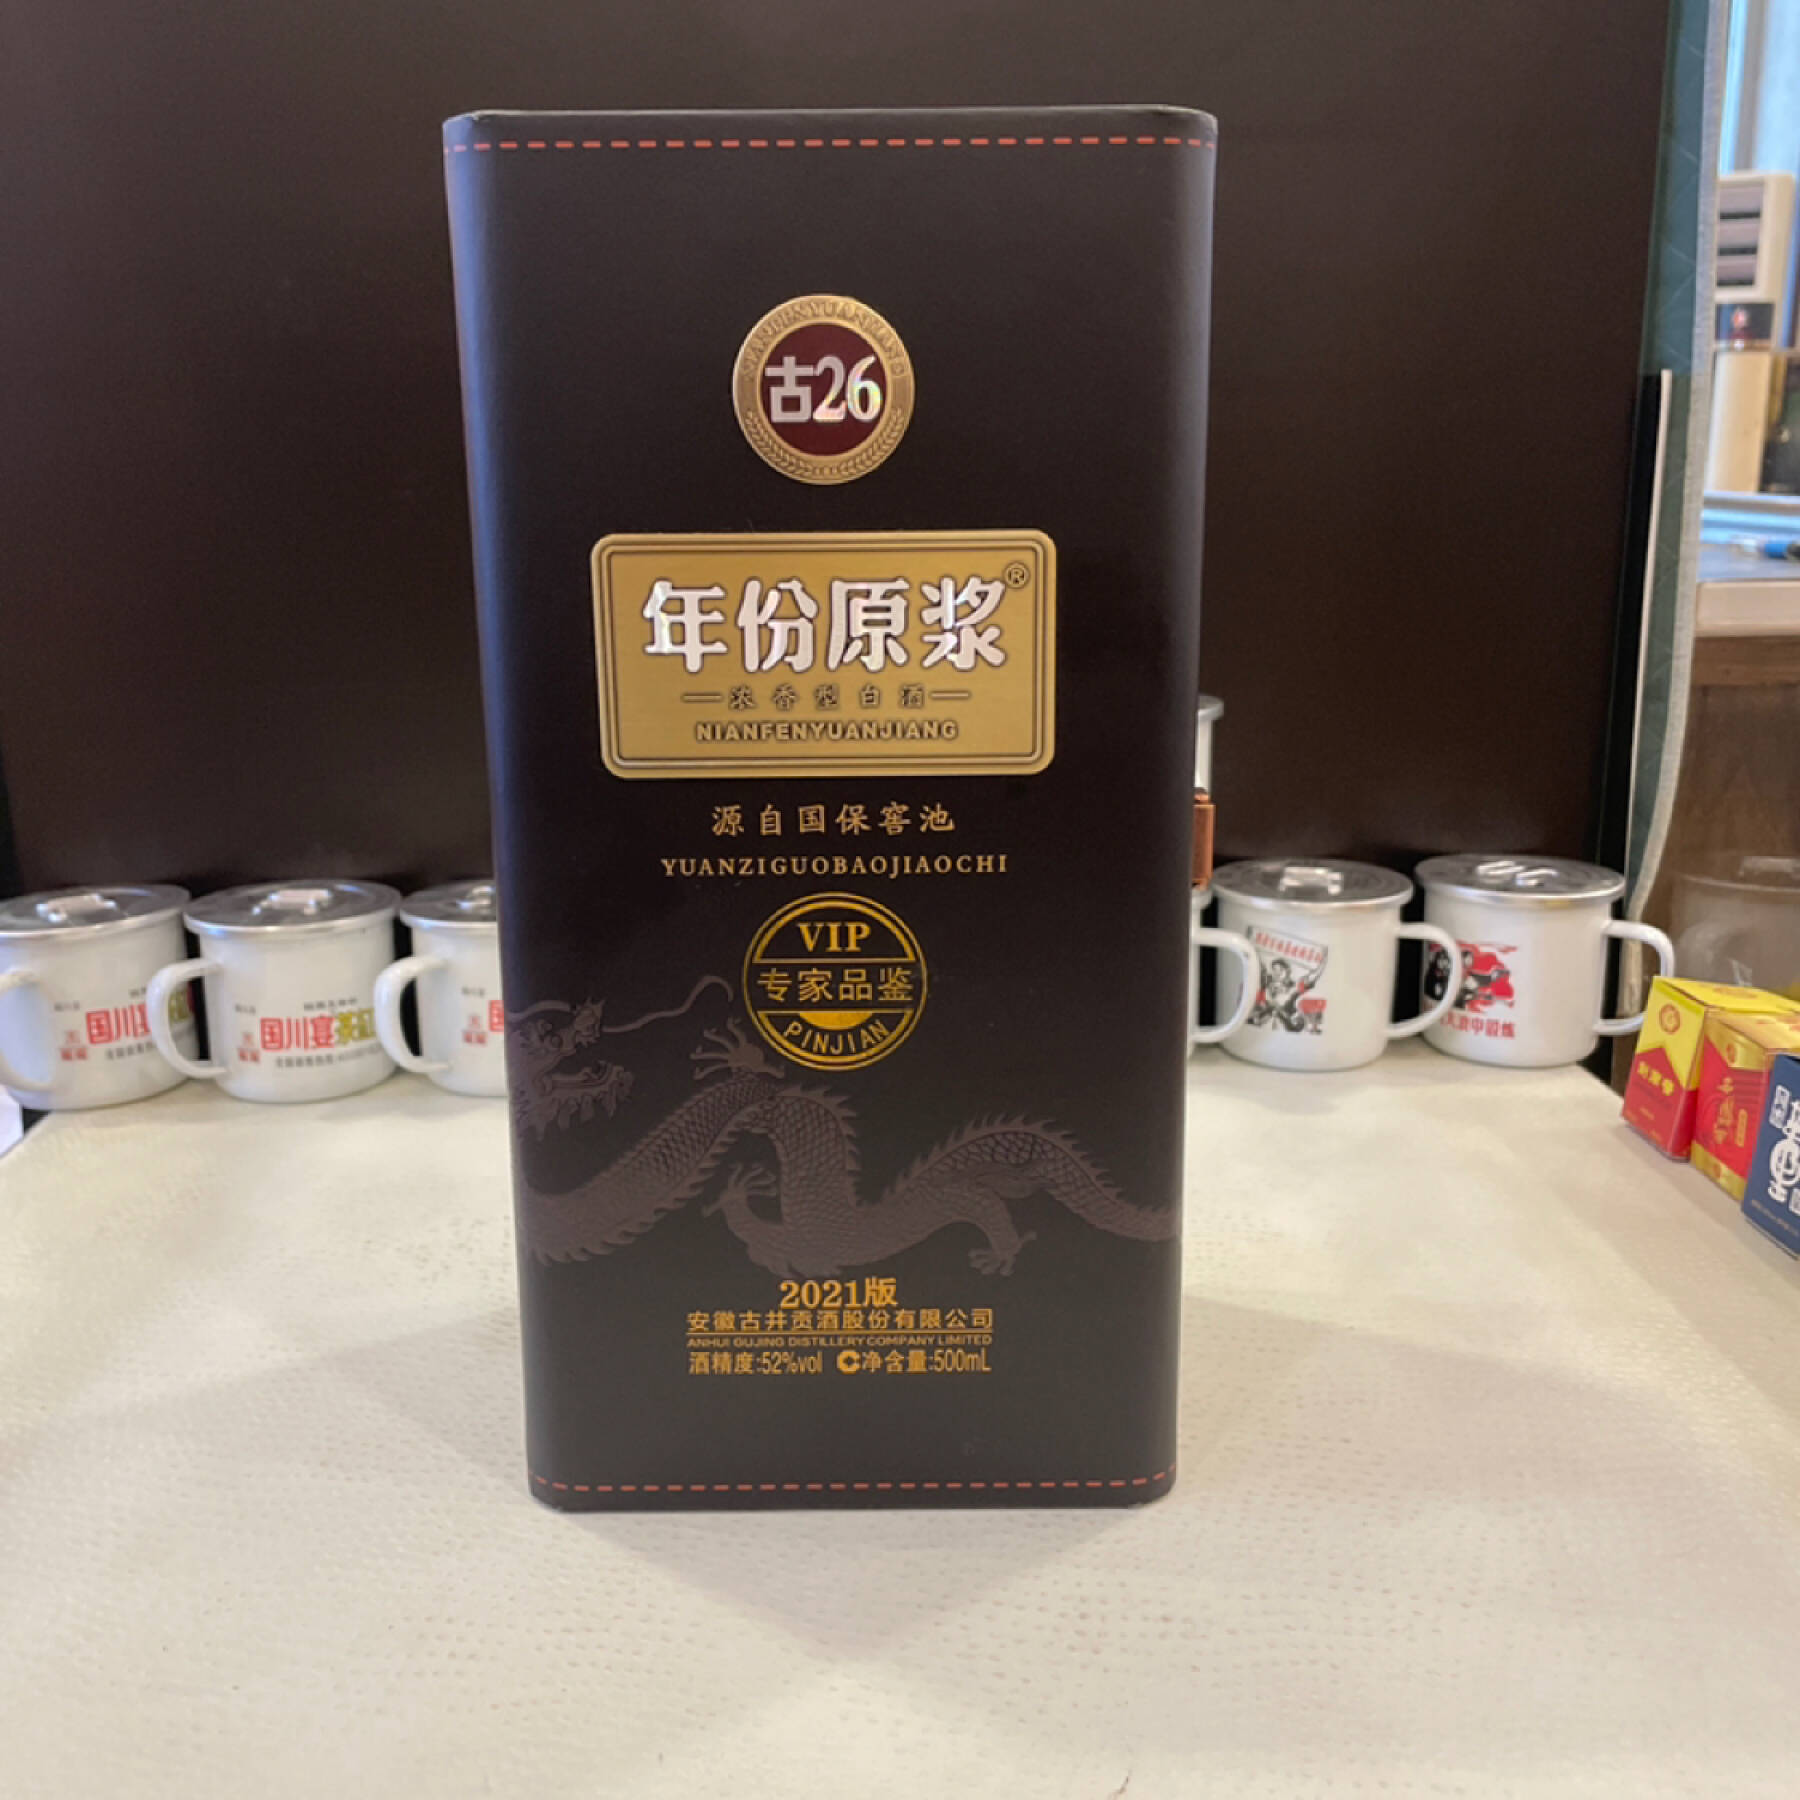 NIANFENYUANJIANG
古26
年份原浆®
浓香型白酒
NIANFENYUANJIANG
源自国保窖池
YUANZIGUOBAOJIAOCHI
VIP
专家品鉴
PINJIAN
2021版
安徽古井贡酒股份有限公司
ANHUI GUJING DISTILLERY COMPANY LIMITED
酒精度:52%vol C净含量:500mL
国川宴
国川宴